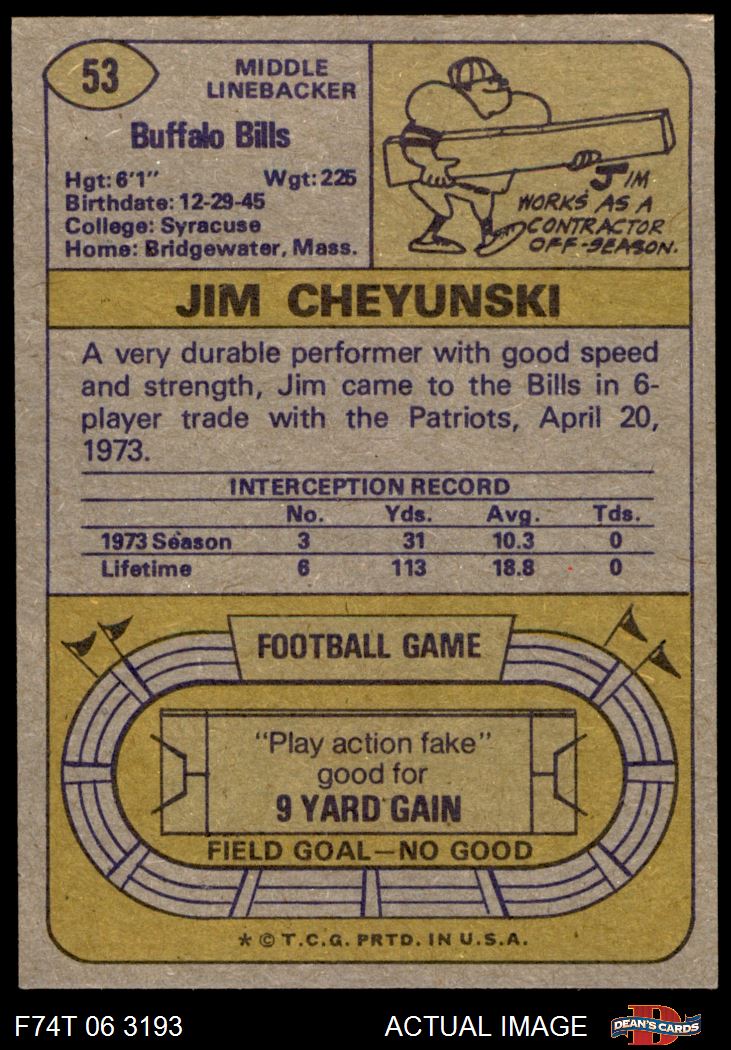 53
MIDDLE
LINEBACKER
Buffalo Bills
Hgt: 6'1" Wgt: 225
Birthdate: 12-29-45
College: Syracuse
Home: Bridgewater, Mass.
JIM
WORKS AS A
CONTRACTOR
OFF-SEASON.
JIM CHEYUNSKI
A very durable performer with good speed
and strength, Jim came to the Bills in 6-
player trade with the Patriots, April 20,
1973.
INTERCEPTION RECORD
No. Yds. Avg. Tds.
1973 Season 3 31 10.3 0
Lifetime 6 113 18.8 0
FOOTBALL GAME
"Play action fake"
good for
9 YARD GAIN
FIELD GOAL—NO GOOD
* © T.C.G. PRTD. IN U.S.A.
F74T 06 3193 ACTUAL IMAGE
DEAN'S CARDS